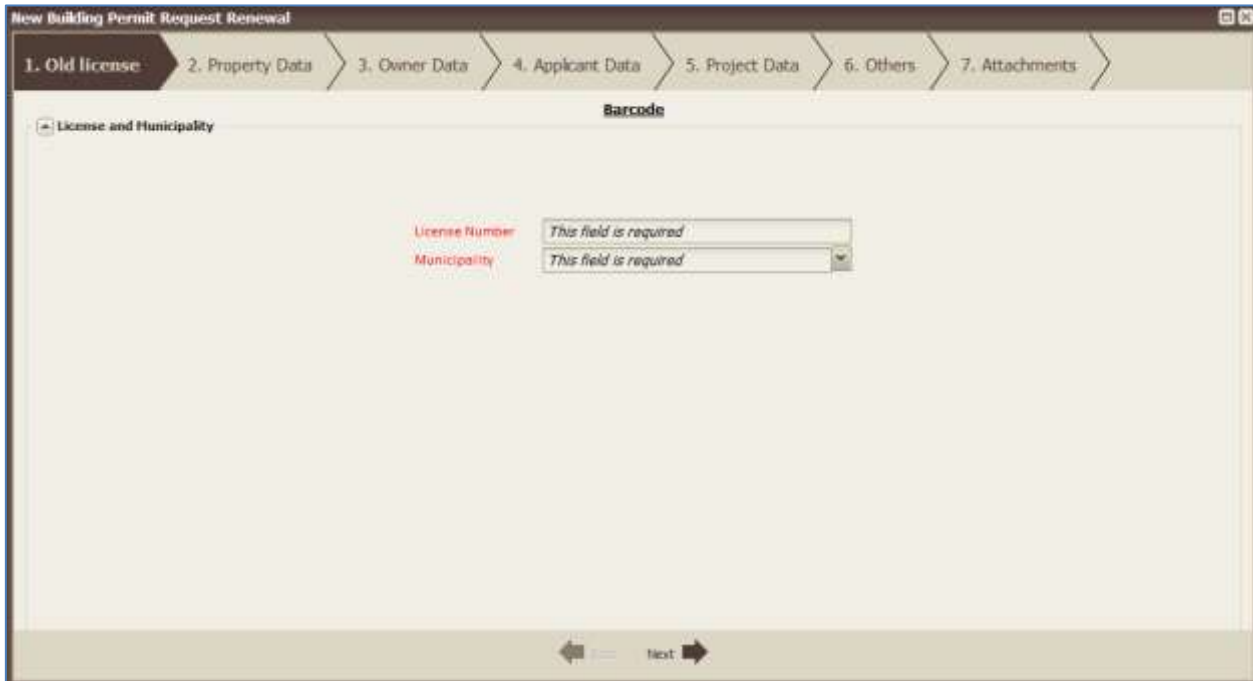 New Building Permit Request Renewal
1. Old license 2. Property Data 3. Owner Data 4. Applicant Data 5. Project Data 6. Others 7. Attachments
Barcode
License and Municipality
License Number This field is required
Municipality This field is required
Next